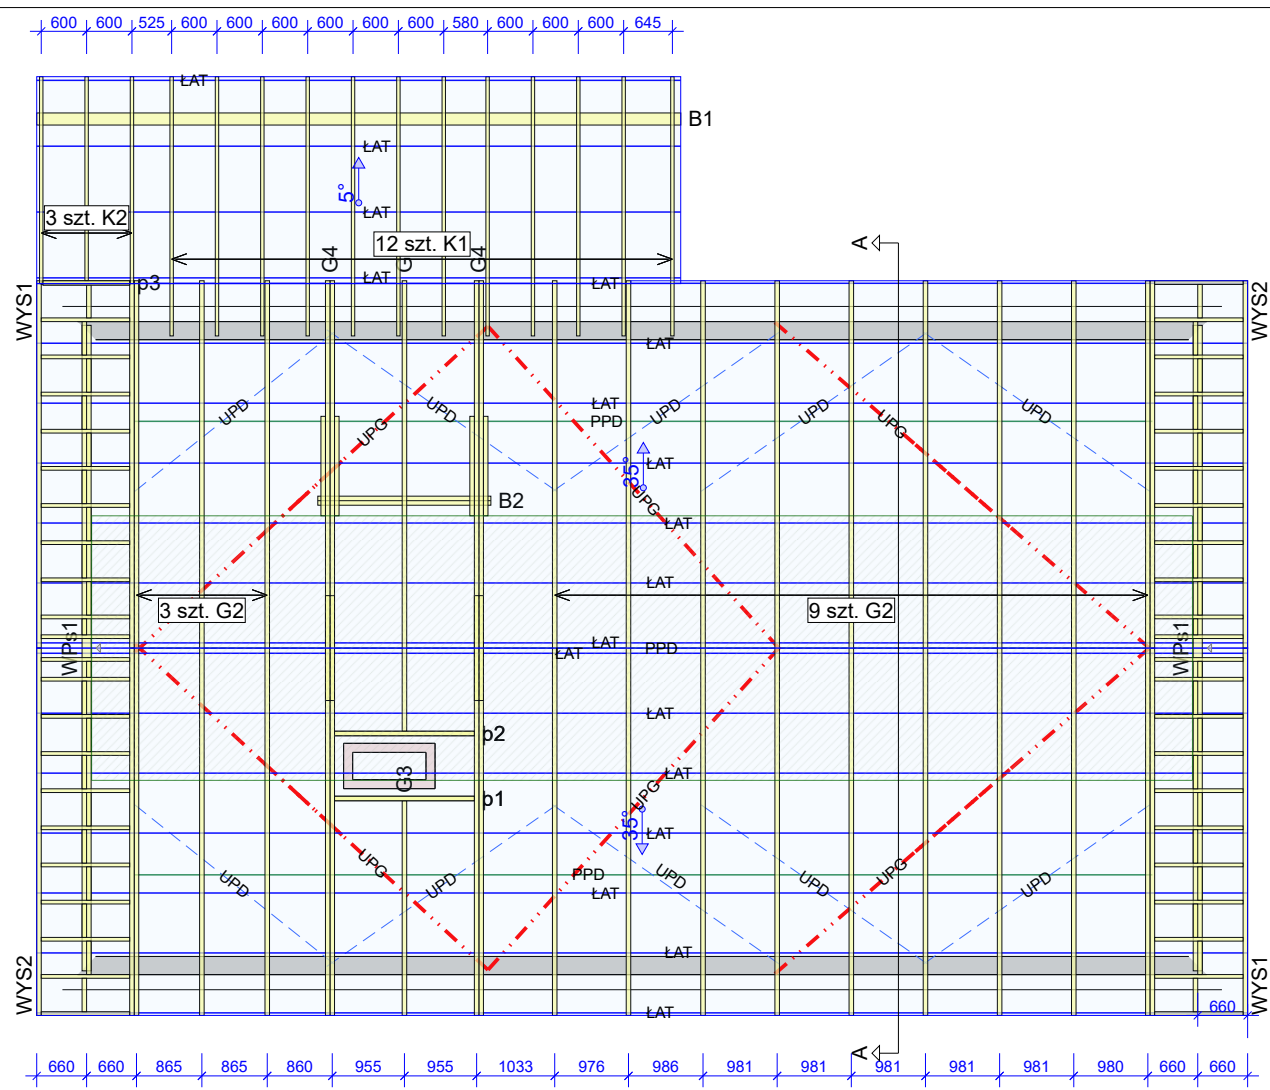 600 600 525 600 600 600 600 600 600 580 600 600 600 645
ŁAT
B1
ŁAT
5°
ŁAT
3 szt. K2
12 szt. K1
G4
G4
A
ŁAT
p3
ŁAT
WYS1
WYS2
ŁAT
UPD
UPD
ŁAT
UPD
UPD
UPD
PPD
UPG
UPG
35°
ŁAT
B2
UPG
ŁAT
ŁAT
3 szt. G2
9 szt. G2
WPs1
ŁAT
PPD
ŁAT
WPs1
ŁAT
p2
G3
ŁAT
p1
UPG
35°
ŁAT
UPG
UPD
UPD
PPD
UPD
UPD
UPG
UPD
ŁAT
ŁAT
WYS2
WYS1
660
ŁAT
A
660 660 865 865 860 955 955 1033 976 986 981 981 981 981 981 980 660 660